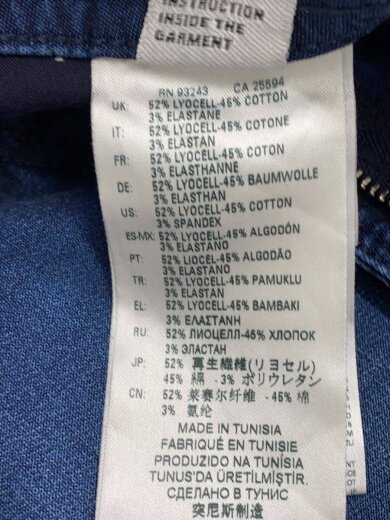 INSTRUCTION
INSIDE THE
GARMENT
RN 93243 CA 25594
UK: 52% LYOCELL-45% COTTON
3% ELASTANE
IT: 52% LYOCELL-45% COTONE
3% ELASTAN
FR: 52% LYOCELL-45% COTON
3% ELASTHANNE
DE: 52% LYOCELL-45% BAUMWOLLE
3% ELASTHAN
US: 52% LYOCELL-45% COTTON
3% SPANDEX
ES-MX: 52% LYOCELL-45% ALGODÓN
3% ELASTANO
PT: 52% LIOCEL-45% ALGODÃO
3% ELASTANO
TR: 52% LYOCELL-45% PAMUKLU
3% ELASTAN
EL: 52% LYOCELL-45% BAMBAKI
3% ΕΛΑΣΤΑΝΗ
RU: 52% ЛИОЦЕЛЛ-45% ХЛОПОК
3% ЭЛАСТАН
JP: 52% 再生繊維(リヨセル)
45% 綿 -3% ポリウレタン
CN: 52% 莱赛尔纤维 -45% 棉
3% 氨纶
MADE IN TUNISIA
FABRIQUÉ EN TUNISIE
PRODUZIDO NA TUNÍSIA
TUNUS'DA ÜRETİLMİŞTİR
СДЕЛАНО В ТУНИС
突尼斯制造